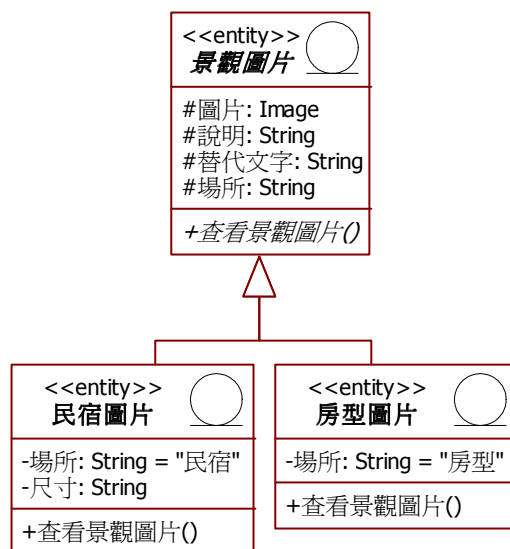 <<entity>>
景觀圖片
#圖片: Image
#說明: String
#替代文字: String
#場所: String
+查看景觀圖片()
<<entity>>
民宿圖片
-場所: String = "民宿"
-尺寸: String
+查看景觀圖片()
<<entity>>
房型圖片
-場所: String = "房型"
+查看景觀圖片()